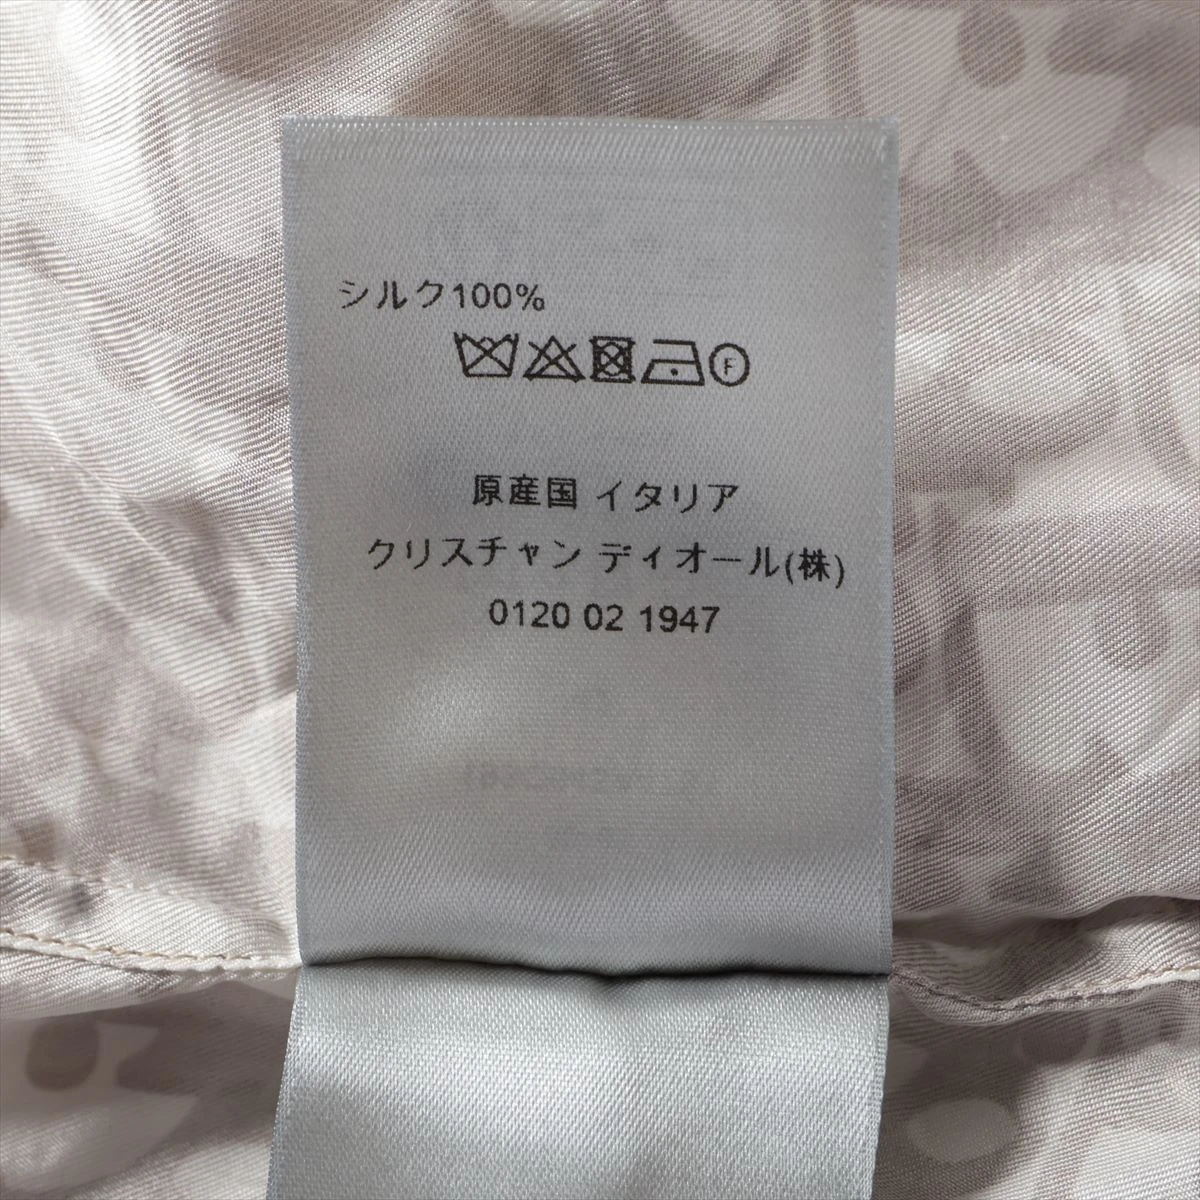 シルク100%
F
原産国 イタリア
クリスチャン ディオール(株)
0120 02 1947